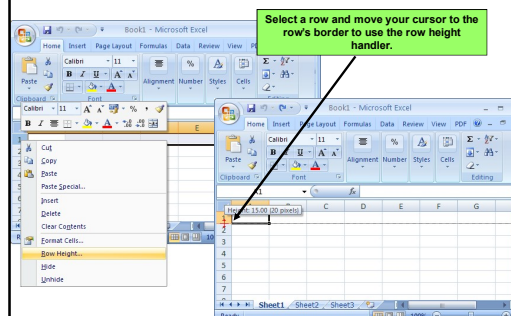 Select a row and move your cursor to the
row's border to use the row height
handler.
Book1 - Microsoft Excel
Home Insert Page Layout Formulas Data Review View
Calibri 11
Paste B I U A A Alignment Number Styles Cells
Clipboard Font
Calibri 11 A A $ % ,
B I A
E
1
Cut
Copy
Paste
Paste Special...
Insert
Delete
Clear Contents
Format Cells...
Row Height...
Hide
Unhide
Book1 - Microsoft Excel
Home Insert Page Layout Formulas Data Review View PDF
Calibri 11
Paste B I U A A Alignment Number Styles Cells
Clipboard Font Editing
A1 fx
Height: 15.00 (20 pixels) C D E F G
1
2
3
4
5
6
7
Sheet1 Sheet2 Sheet3
Ready 100%